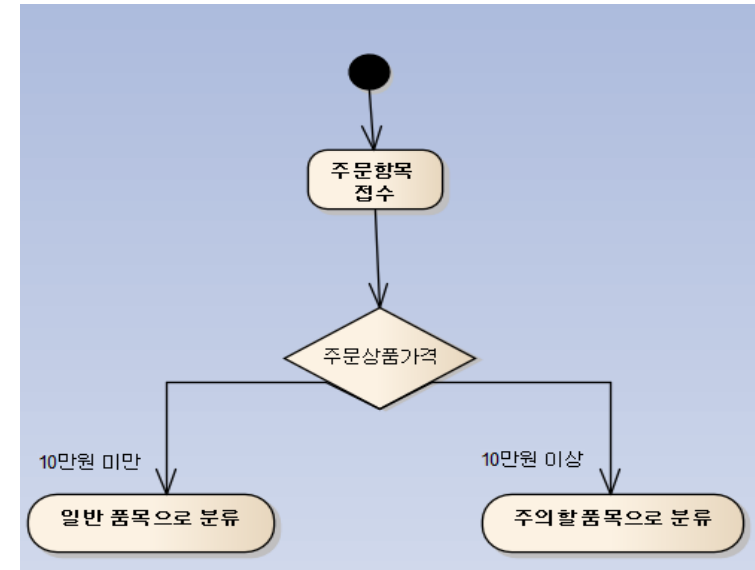 주문항목
접수
주문상품가격
10만원 미만
10만원 이상
일반 품목으로 분류
주의할 품목으로 분류